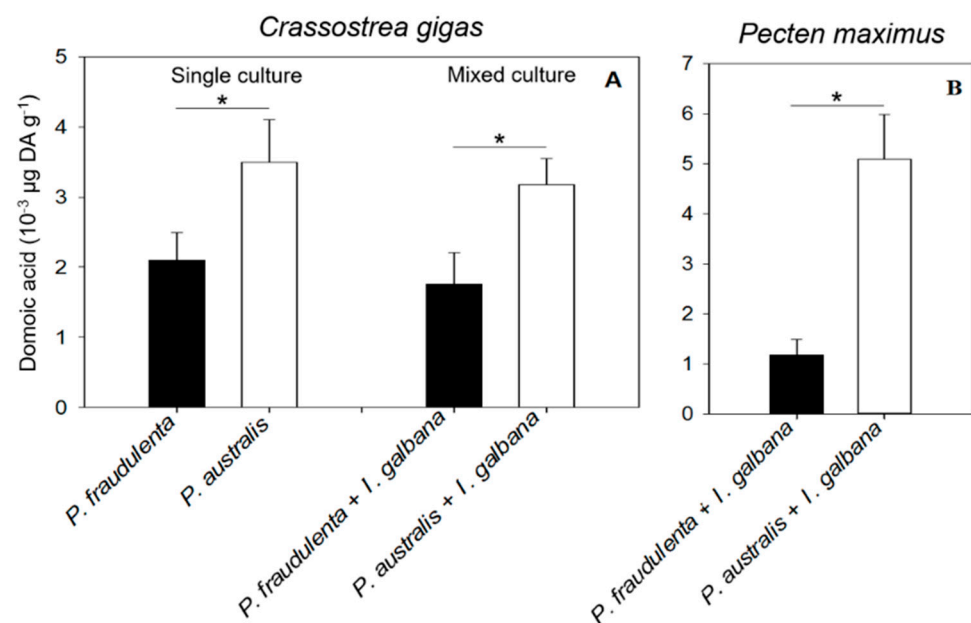 Crassostrea gigas
Pecten maximus
Single culture
Mixed culture
A
B
*
*
*
Domoic acid (10⁻³ µg DA g⁻¹)
5
4
3
2
1
0
7
6
5
4
3
2
1
0
P. fraudulenta
P. australis
P. fraudulenta + I. galbana
P. australis + I. galbana
P. fraudulenta + I. galbana
P. australis + I. galbana